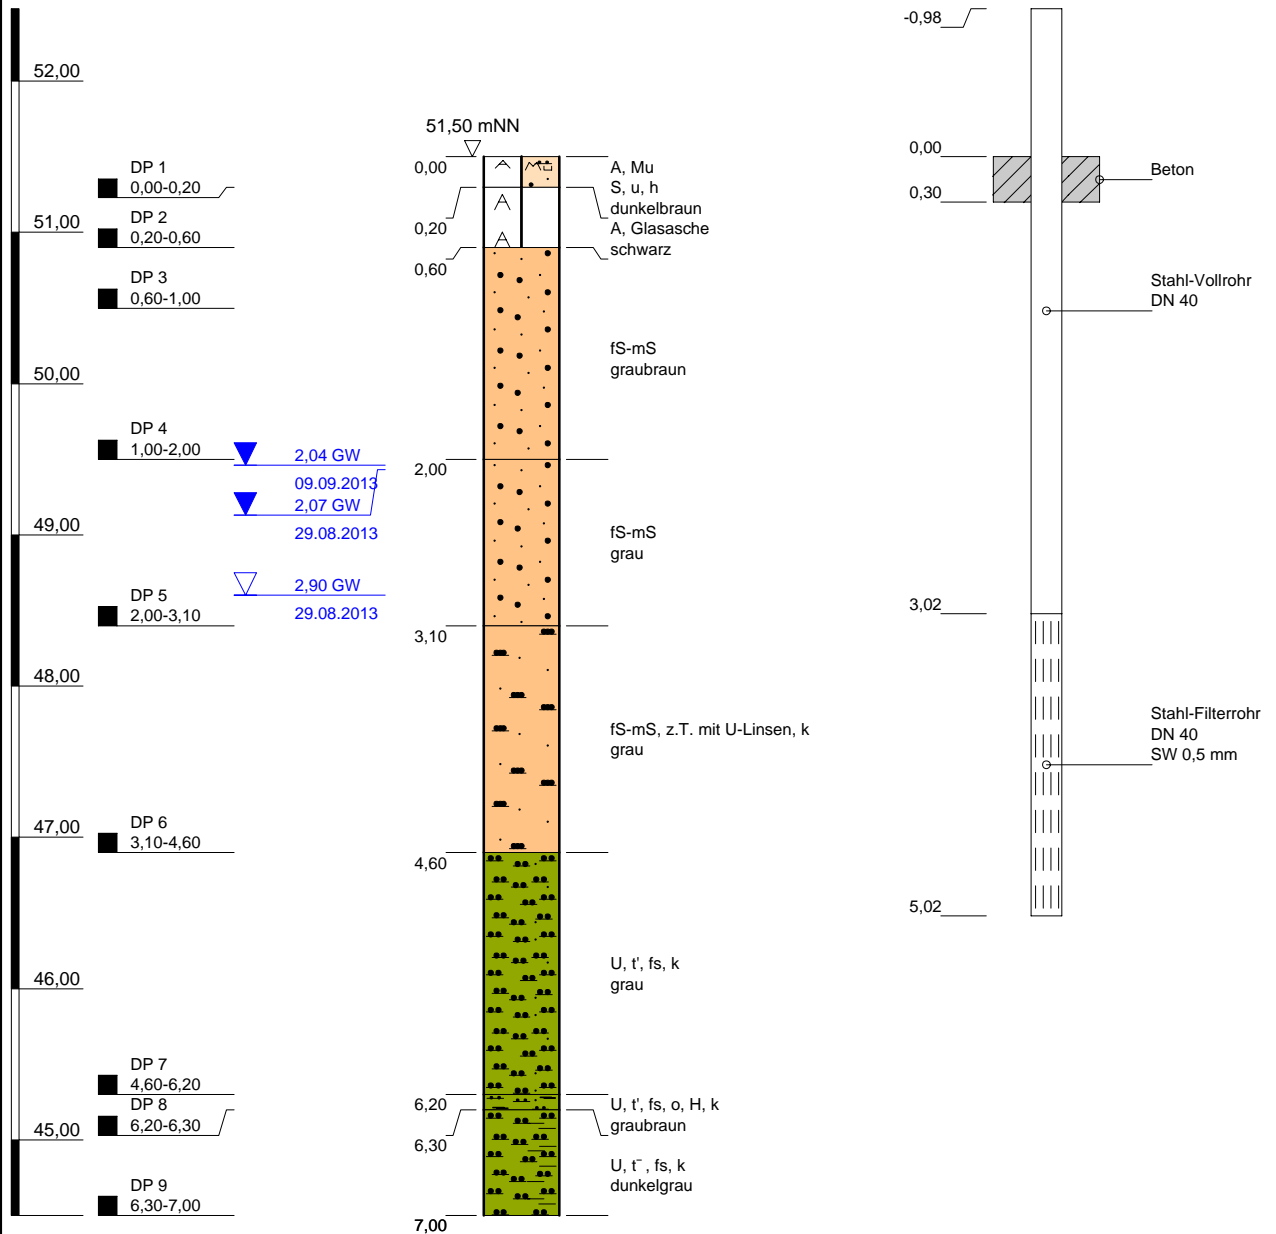 52,00
51,00
50,00
49,00
48,00
47,00
46,00
45,00
DP 1
0,00-0,20
DP 2
0,20-0,60
DP 3
0,60-1,00
DP 4
1,00-2,00
DP 5
2,00-3,10
DP 6
3,10-4,60
DP 7
4,60-6,20
DP 8
6,20-6,30
DP 9
6,30-7,00
2,04 GW
09.09.2013
2,07 GW
29.08.2013
2,90 GW
29.08.2013
51,50 mNN
0,00
0,20
0,60
2,00
3,10
4,60
6,20
6,30
7,00
A
Mu
A
A
A, Mu
S, u, h
dunkelbraun
A, Glasasche
schwarz
fS-mS
graubraun
fS-mS
grau
fS-mS, z.T. mit U-Linsen, k
grau
U, t', fs, k
grau
U, t', fs, o, H, k
graubraun
U, t¯, fs, k
dunkelgrau
-0,98
0,00
0,30
3,02
5,02
Beton
Stahl-Vollrohr
DN 40
Stahl-Filterrohr
DN 40
SW 0,5 mm